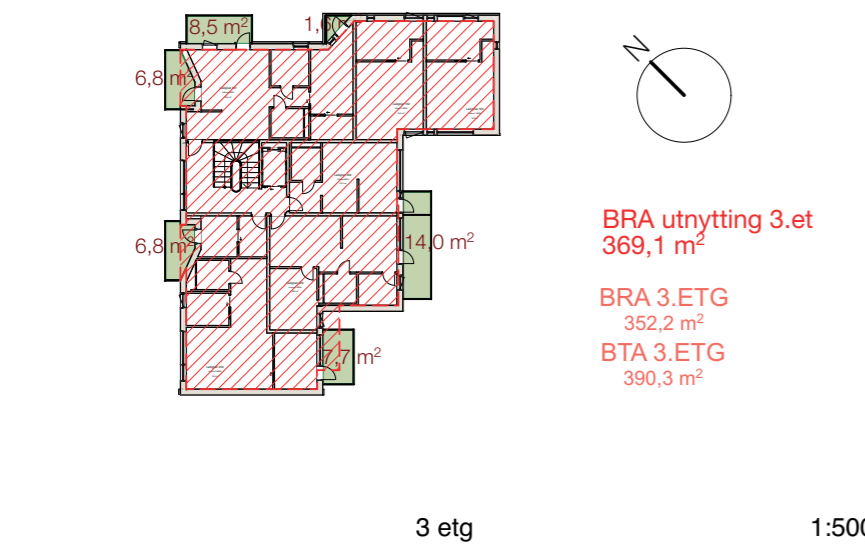 8,5 m²
6,8 m²
N
BRA utnytting 3.et
369,1 m²
6,8 m²
14,0 m²
BRA 3.ETG
352,2 m²
BTA 3.ETG
390,3 m²
7,7 m²
3 etg